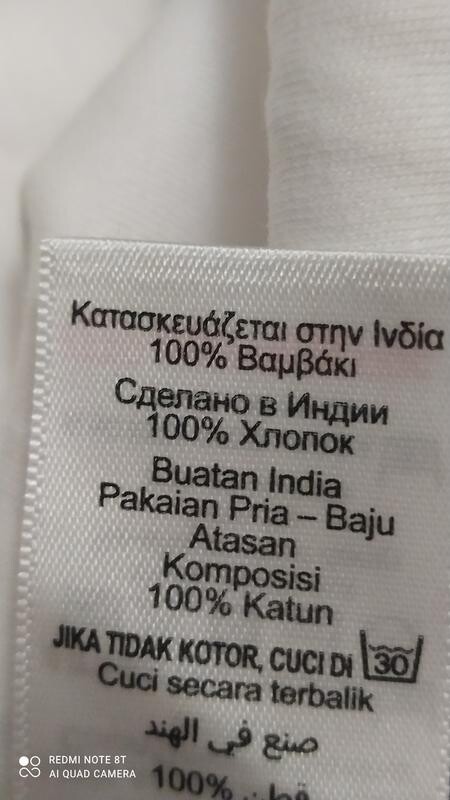 Κατασκευάζεται στην Ινδία
100% Βαμβάκι
Сделано в Индии
100% Хлопок
Buatan India
Pakaian Pria – Baju
Atasan
Komposisi
100% Katun
JIKA TIDAK KOTOR, CUCI DI 30
Cuci secara terbalik
صنع في الهند
100% قطن
REDMI NOTE 8T
AI QUAD CAMERA